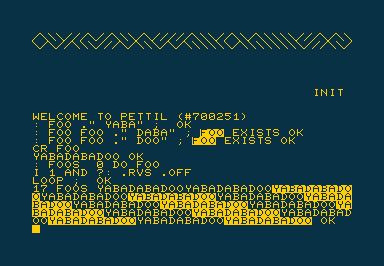 INIT
WELCOME TO PETTIL (#700251)
: FOO ." YABA" ;  OK
: FOO FOO ." DABA" ; FOO EXISTS OK
: FOO FOO ." DOO" ; FOO EXISTS OK
CR FOO
YABADABADOO OK
: FOOS  0 DO FOO
I 1 AND ?: .RVS .OFF
LOOP ;  OK
17 FOOS YABADABADOOYABADABADOOYABADABADO
OYABADABADOOYABADABADOOYABADABADOOYABADA
BADOOYABADABADOOYABADABADOOYABADABADOOYA
BADABADOOYABADABADOOYABADABADOOYABADABAD
OOYABADABADOOYABADABADOOYABADABADOO OK